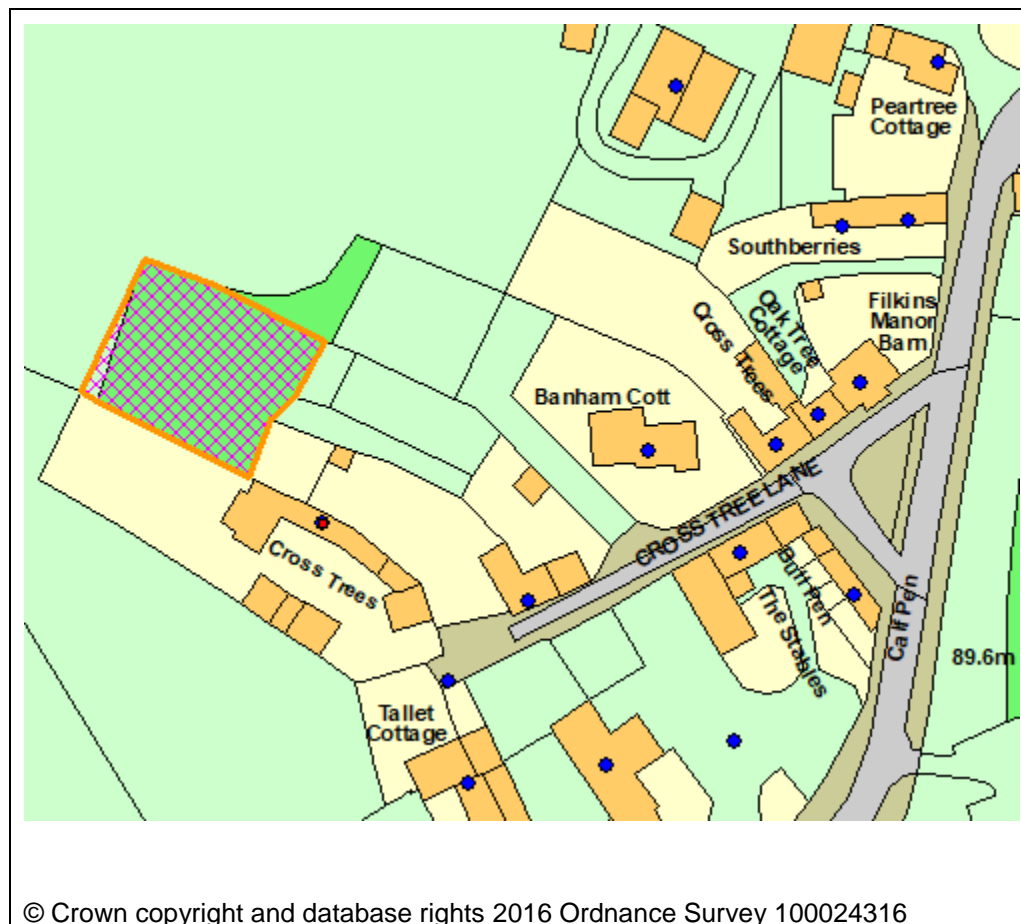 Peartree
Cottage
Southberries
Oak Tree
Cottage
Filkins
Manor
Barn
Cross Trees
Banham Cott
CROSS TREE LANE
Cross Trees
Butt Pen
The Stables
Calf Pen
89.6m
Tallet
Cottage
© Crown copyright and database rights 2016 Ordnance Survey 100024316